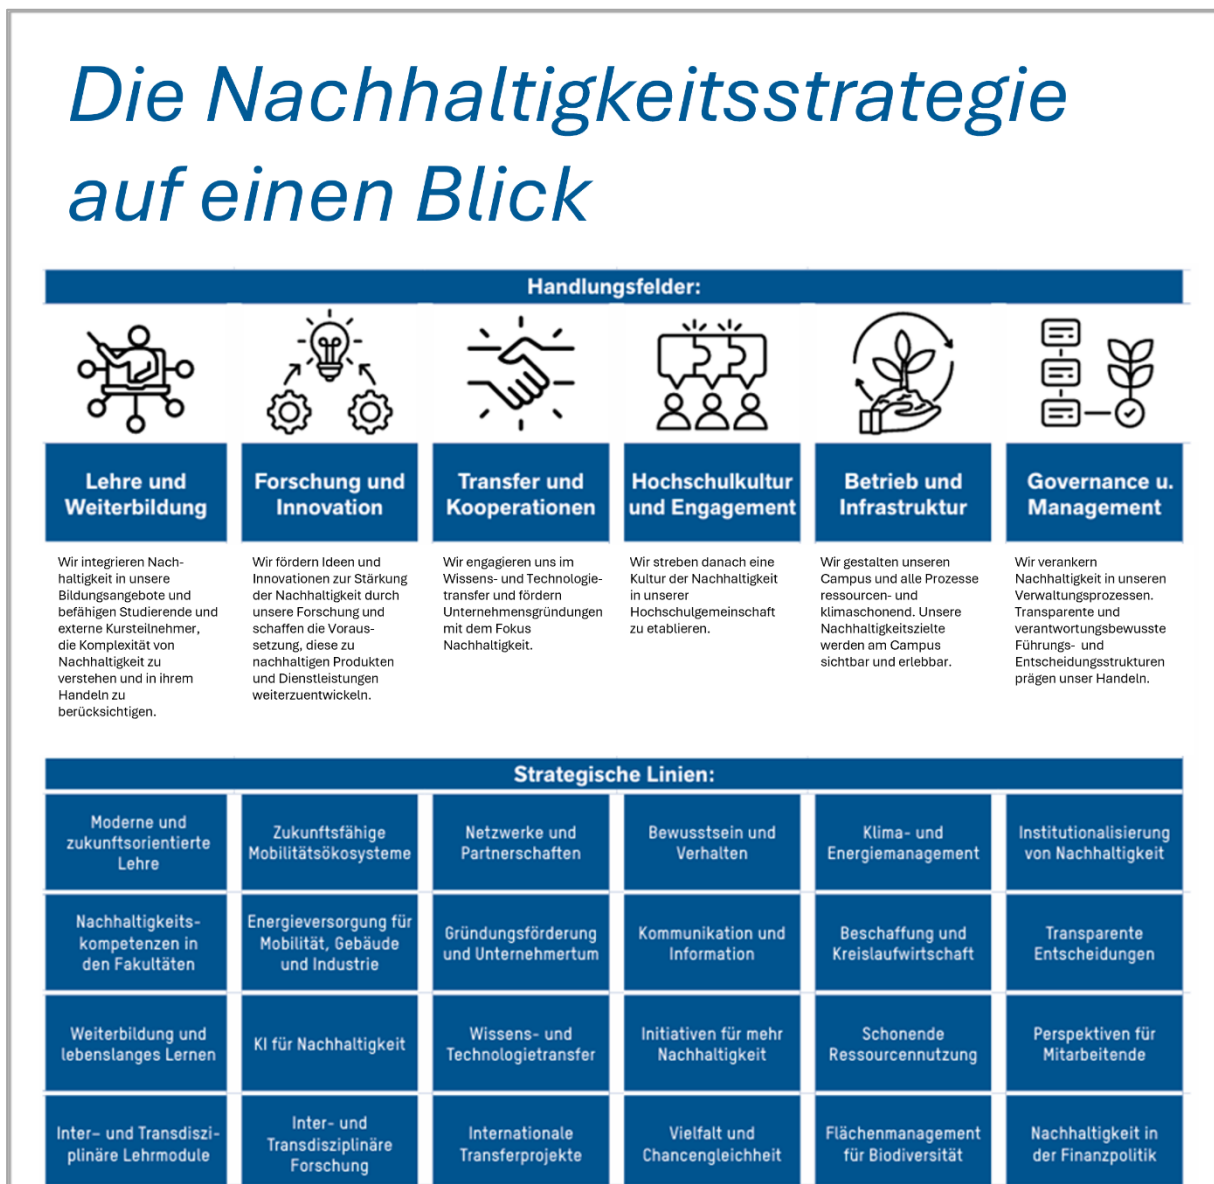 Die Nachhaltigkeitsstrategie
auf einen Blick
Handlungsfelder:
Lehre und
Weiterbildung
Forschung und
Innovation
Transfer und
Kooperationen
Hochschulkultur
und Engagement
Betrieb und
Infrastruktur
Governance u.
Management
Wir integrieren Nach-
haltigkeit in unsere
Bildungsangebote und
befähigen Studierende und
externe Kursteilnehmer,
die Komplexität von
Nachhaltigkeit zu
verstehen und in ihrem
Handeln zu
berücksichtigen.
Wir fördern Ideen und
Innovationen zur Stärkung
der Nachhaltigkeit durch
unsere Forschung und
schaffen die Voraus-
setzung, diese zu
nachhaltigen Produkten
und Dienstleistungen
weiterzuentwickeln.
Wir engagieren uns im
Wissens- und Technologie-
transfer und fördern
Unternehmensgründungen
mit dem Fokus
Nachhaltigkeit.
Wir streben danach eine
Kultur der Nachhaltigkeit
in unserer
Hochschulgemeinschaft
zu etablieren.
Wir gestalten unseren
Campus und alle Prozesse
ressourcen- und
klimaschonend. Unsere
Nachhaltigkeitszielte
werden am Campus
sichtbar und erlebbar.
Wir verankern
Nachhaltigkeit in unseren
Verwaltungsprozessen.
Transparente und
verantwortungsbewusste
Führungs- und
Entscheidungsstrukturen
prägen unser Handeln.
Strategische Linien:
Moderne und
zukunftsorientierte
Lehre
Zukunftsfähige
Mobilitätsökosysteme
Netzwerke und
Partnerschaften
Bewusstsein und
Verhalten
Klima- und
Energiemanagement
Institutionalisierung
von Nachhaltigkeit
Nachhaltigkeits-
kompetenzen in
den Fakultäten
Energieversorgung für
Mobilität, Gebäude
und Industrie
Gründungsförderung
und Unternehmertum
Kommunikation und
Information
Beschaffung und
Kreislaufwirtschaft
Transparente
Entscheidungen
Weiterbildung und
lebenslanges Lernen
KI für Nachhaltigkeit
Wissens- und
Technologietransfer
Initiativen für mehr
Nachhaltigkeit
Schonende
Ressourcennutzung
Perspektiven für
Mitarbeitende
Inter– und Transdiszi-
plinäre Lehrmodule
Inter- und
Transdisziplinäre
Forschung
Internationale
Transferprojekte
Vielfalt und
Chancengleichheit
Flächenmanagement
für Biodiversität
Nachhaltigkeit in
der Finanzpolitik